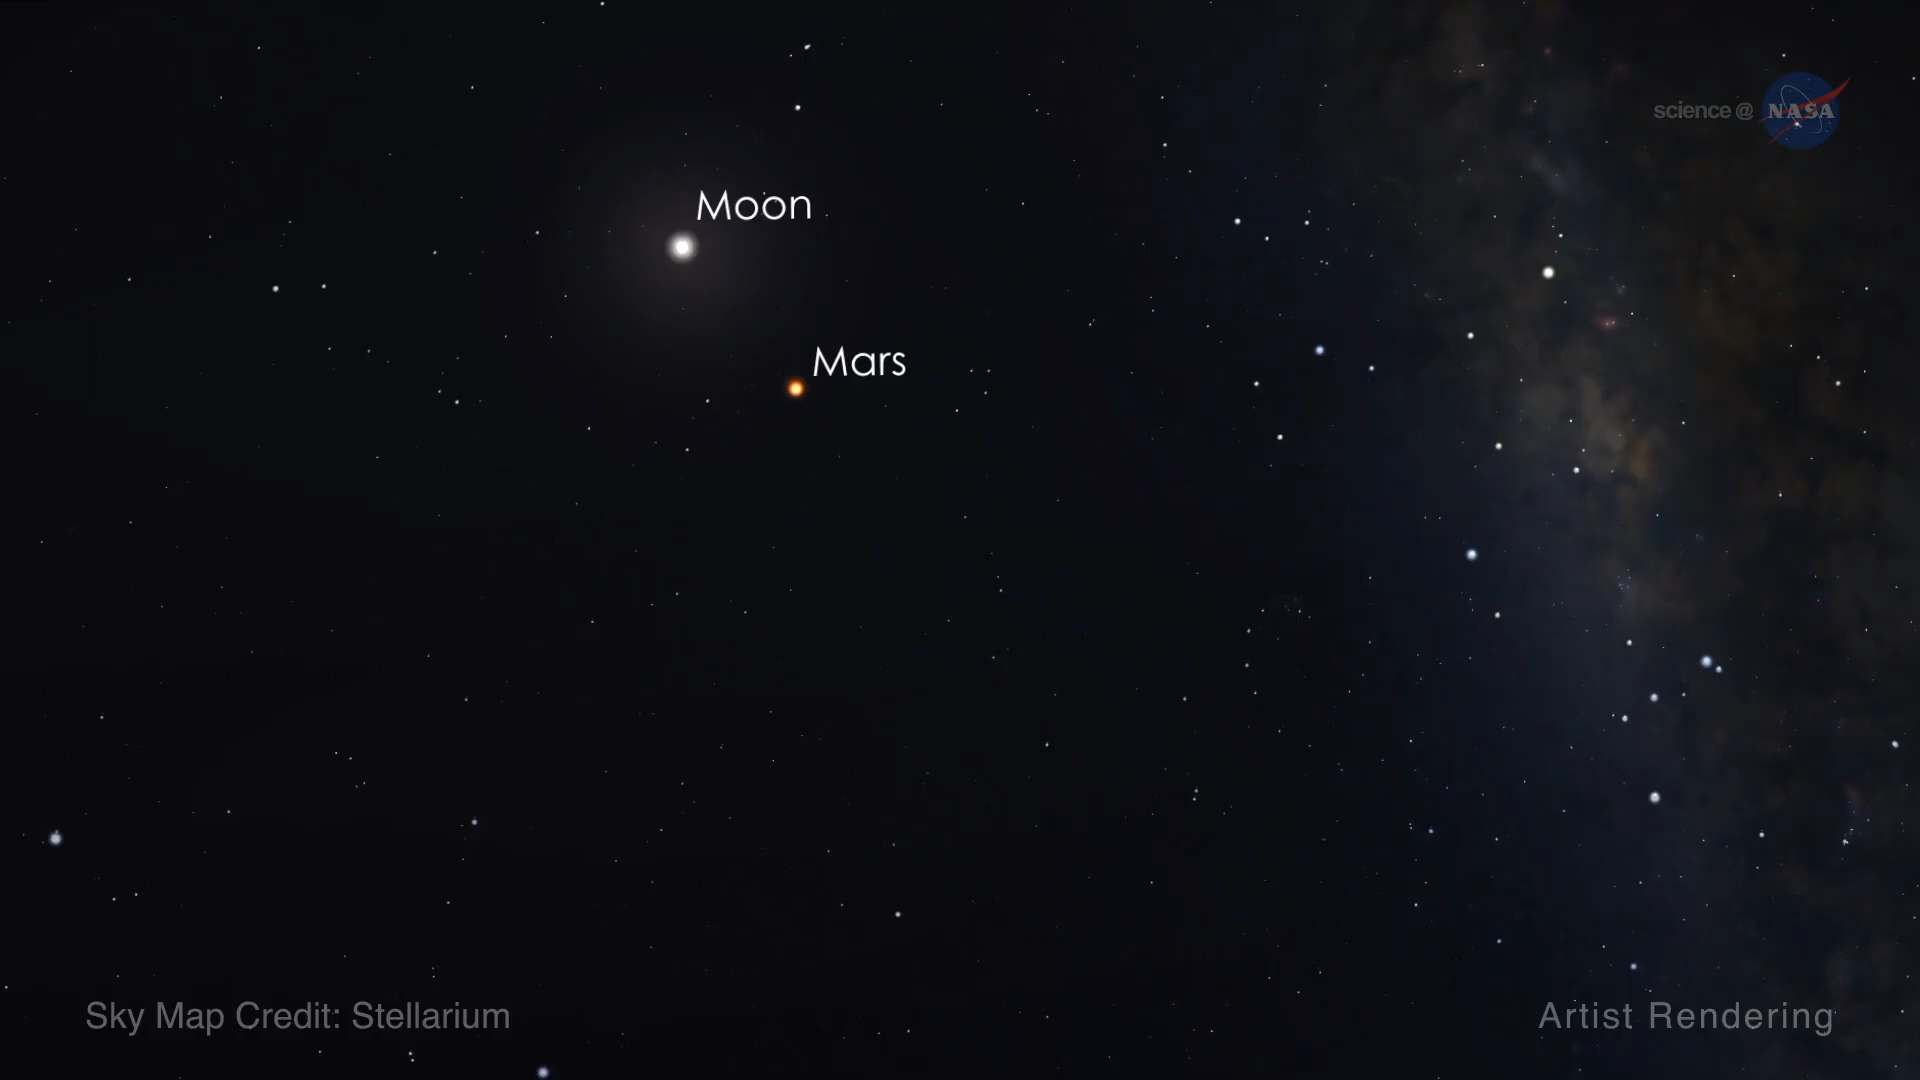 science @ NASA
Moon
Mars
Sky Map Credit: Stellarium
Artist Rendering